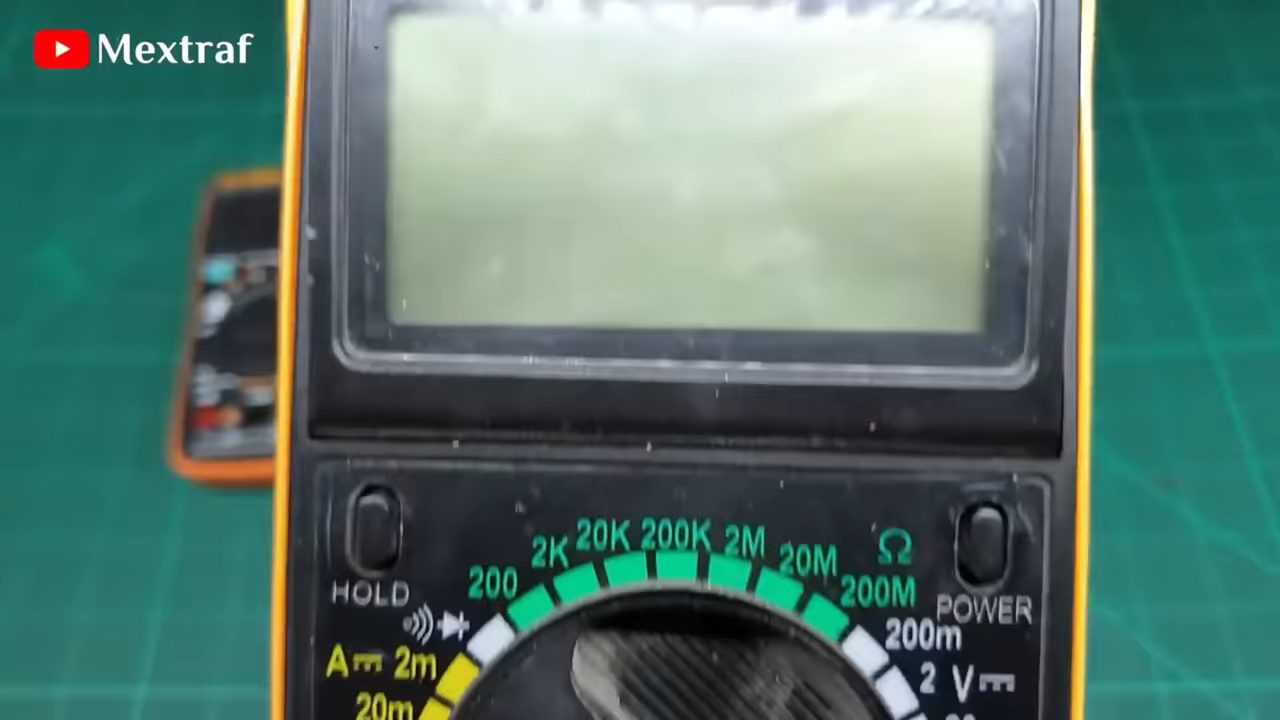 Mextraf
20K 200K 2M
2K 20M Ω
200 200M
HOLD POWER
200m
A 2m 2 V
20m